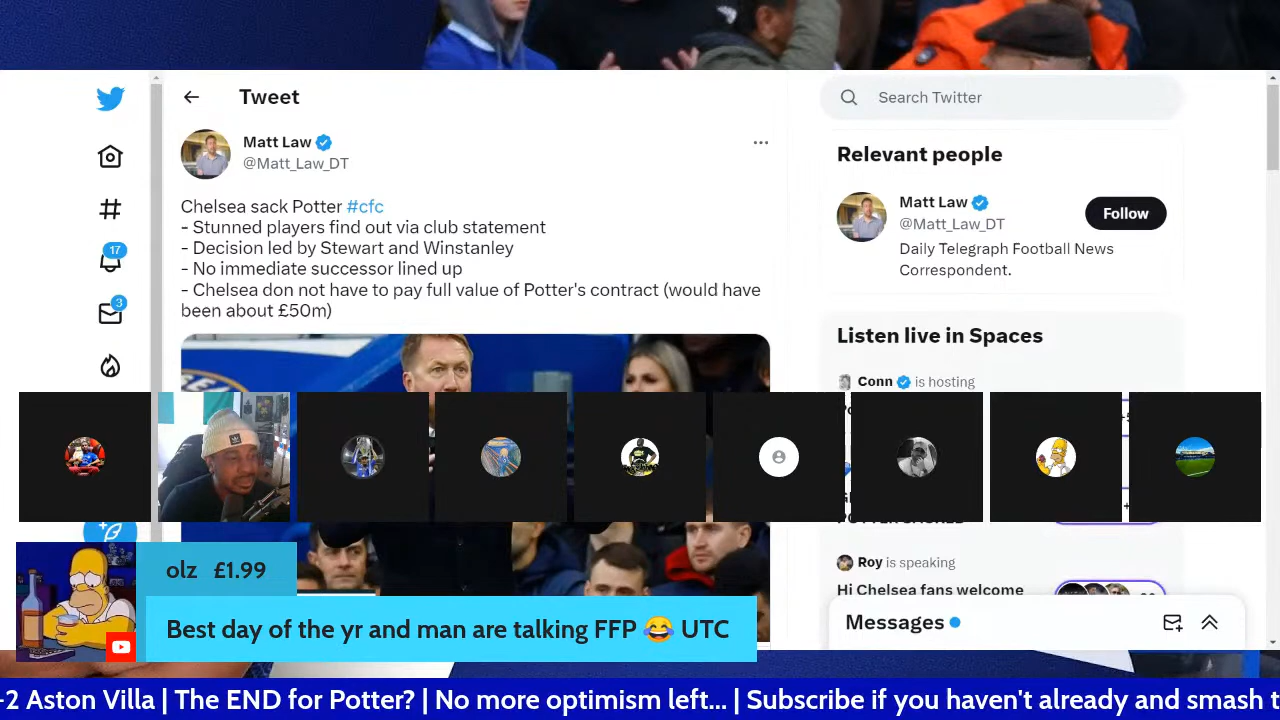 Tweet
Matt Law
@Matt_Law_DT
Chelsea sack Potter #cfc
- Stunned players find out via club statement
- Decision led by Stewart and Winstanley
- No immediate successor lined up
- Chelsea don not have to pay full value of Potter's contract (would have
been about £50m)
17
3
Search Twitter
Relevant people
Matt Law
@Matt_Law_DT
Follow
Daily Telegraph Football News
Correspondent.
Listen live in Spaces
Conn is hosting
Roy is speaking
Hi Chelsea fans welcome
Messages
olz £1.99
Best day of the yr and man are talking FFP 😂 UTC
-2 Aston Villa | The END for Potter? | No more optimism left... | Subscribe if you haven't already and smash t